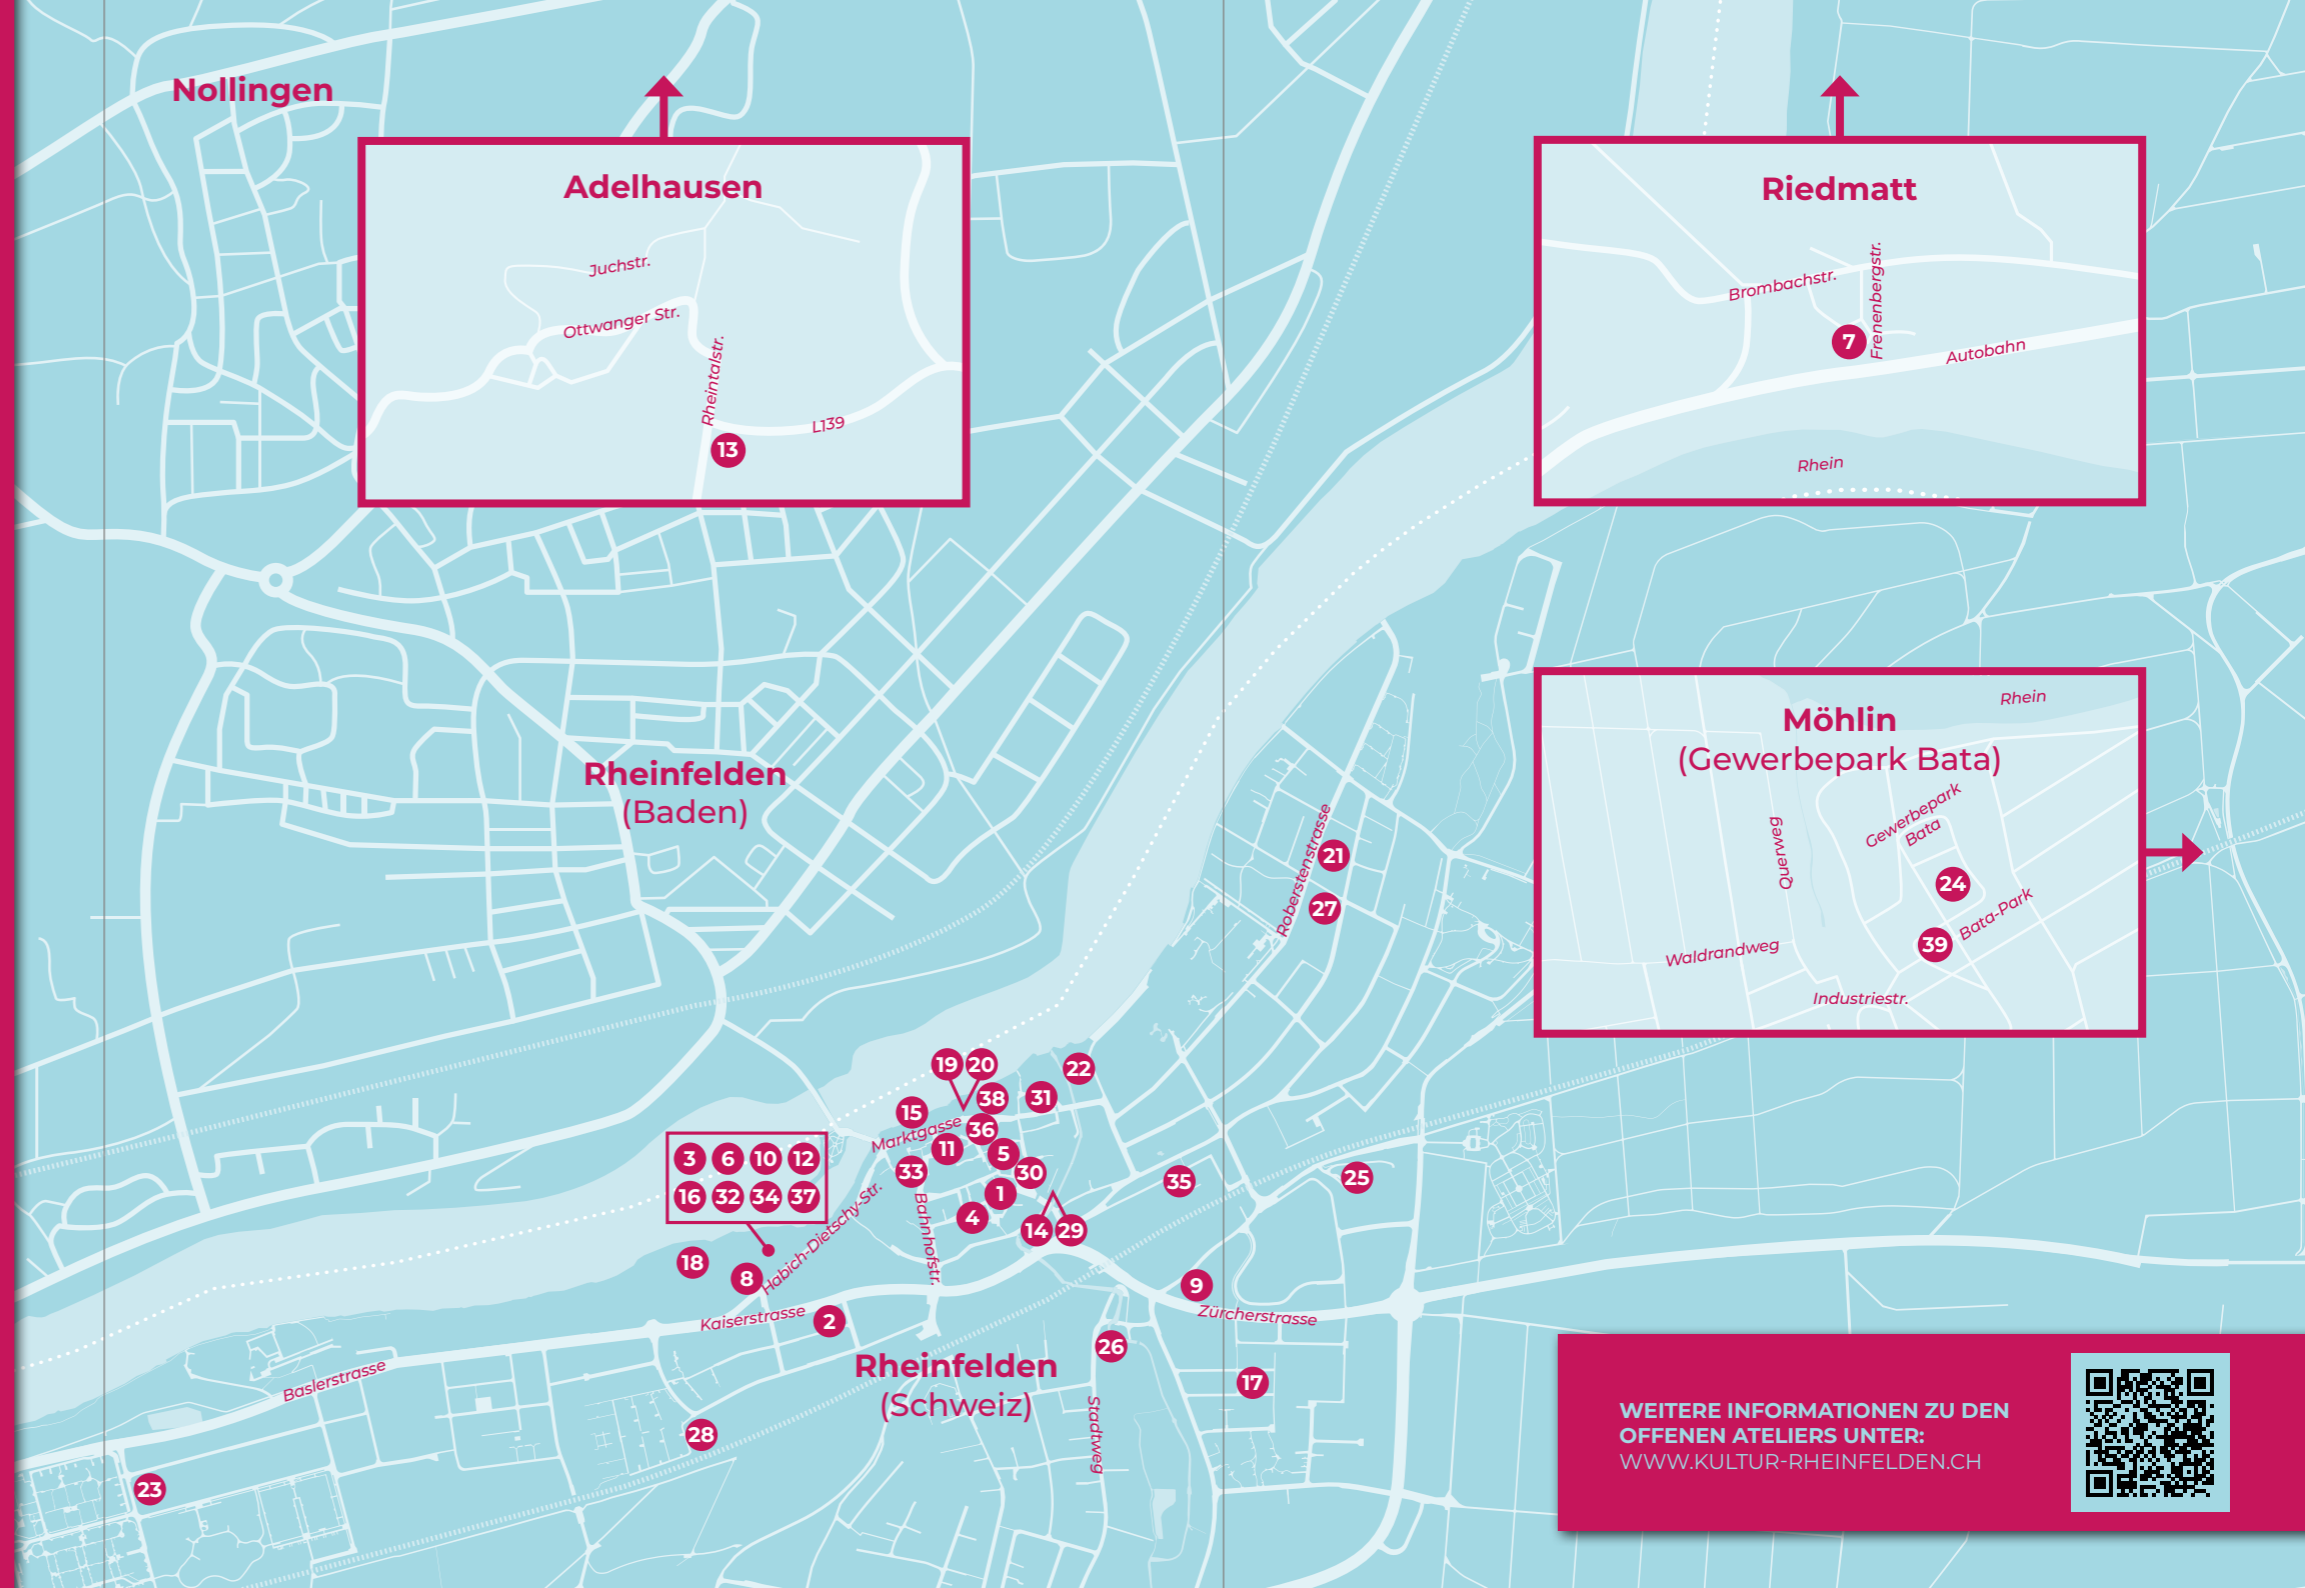 Nollingen
Adelhausen
Juchstr.
Ottwanger Str.
Rheintalstr.
L139
13
Riedmatt
Brombachstr.
Frenenbergstr.
7
Autobahn
Rhein
Rheinfelden
(Baden)
Möhlin
(Gewerbepark Bata)
Rhein
Gewerbepark
Bata
Querweg
24
Bata-Park
39
Waldrandweg
Industriestr.
Roberstenstrasse
21
27
19 20
22
38
31
15
Marktgasse
36
11
5
33
30
3 6 10 12
16 32 34 37
1
4
14 29
35
25
Habich-Dietschy-Str.
Bahnhofstr.
18
8
9
Zürcherstrasse
Kaiserstrasse
2
26
Rheinfelden
(Schweiz)
17
Baslerstrasse
Stadtweg
28
23
WEITERE INFORMATIONEN ZU DEN
OFFENEN ATELIERS UNTER:
WWW.KULTUR-RHEINFELDEN.CH